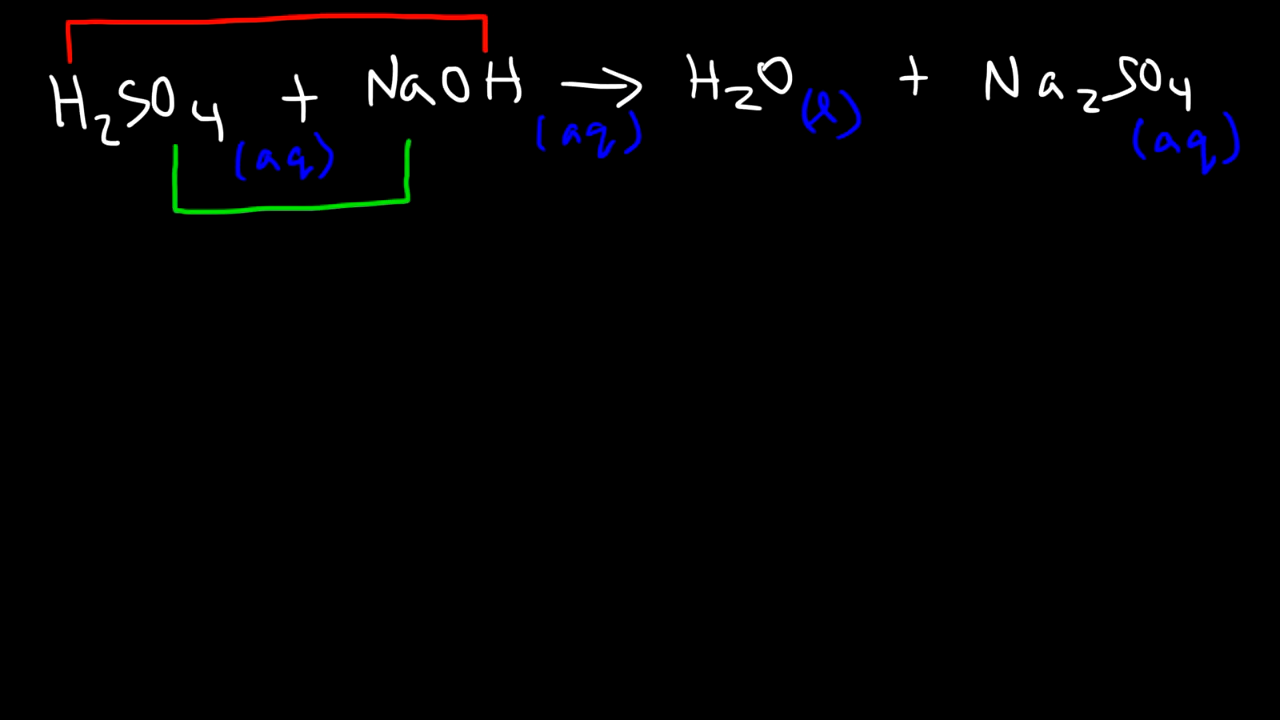 H₂SO₄ (aq) + NaOH (aq) → H₂O (l) + Na₂SO₄ (aq)